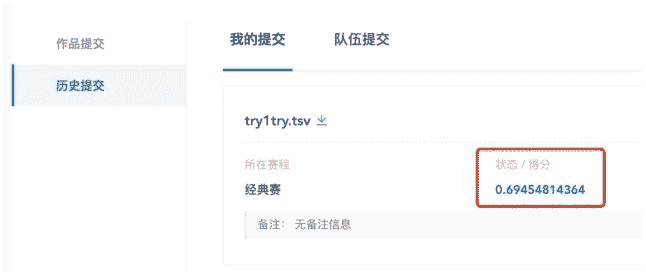 作品提交
历史提交
我的提交 队伍提交
try1try.tsv
所在赛程 状态 / 得分
经典赛 0.69454814364
备注： 无备注信息